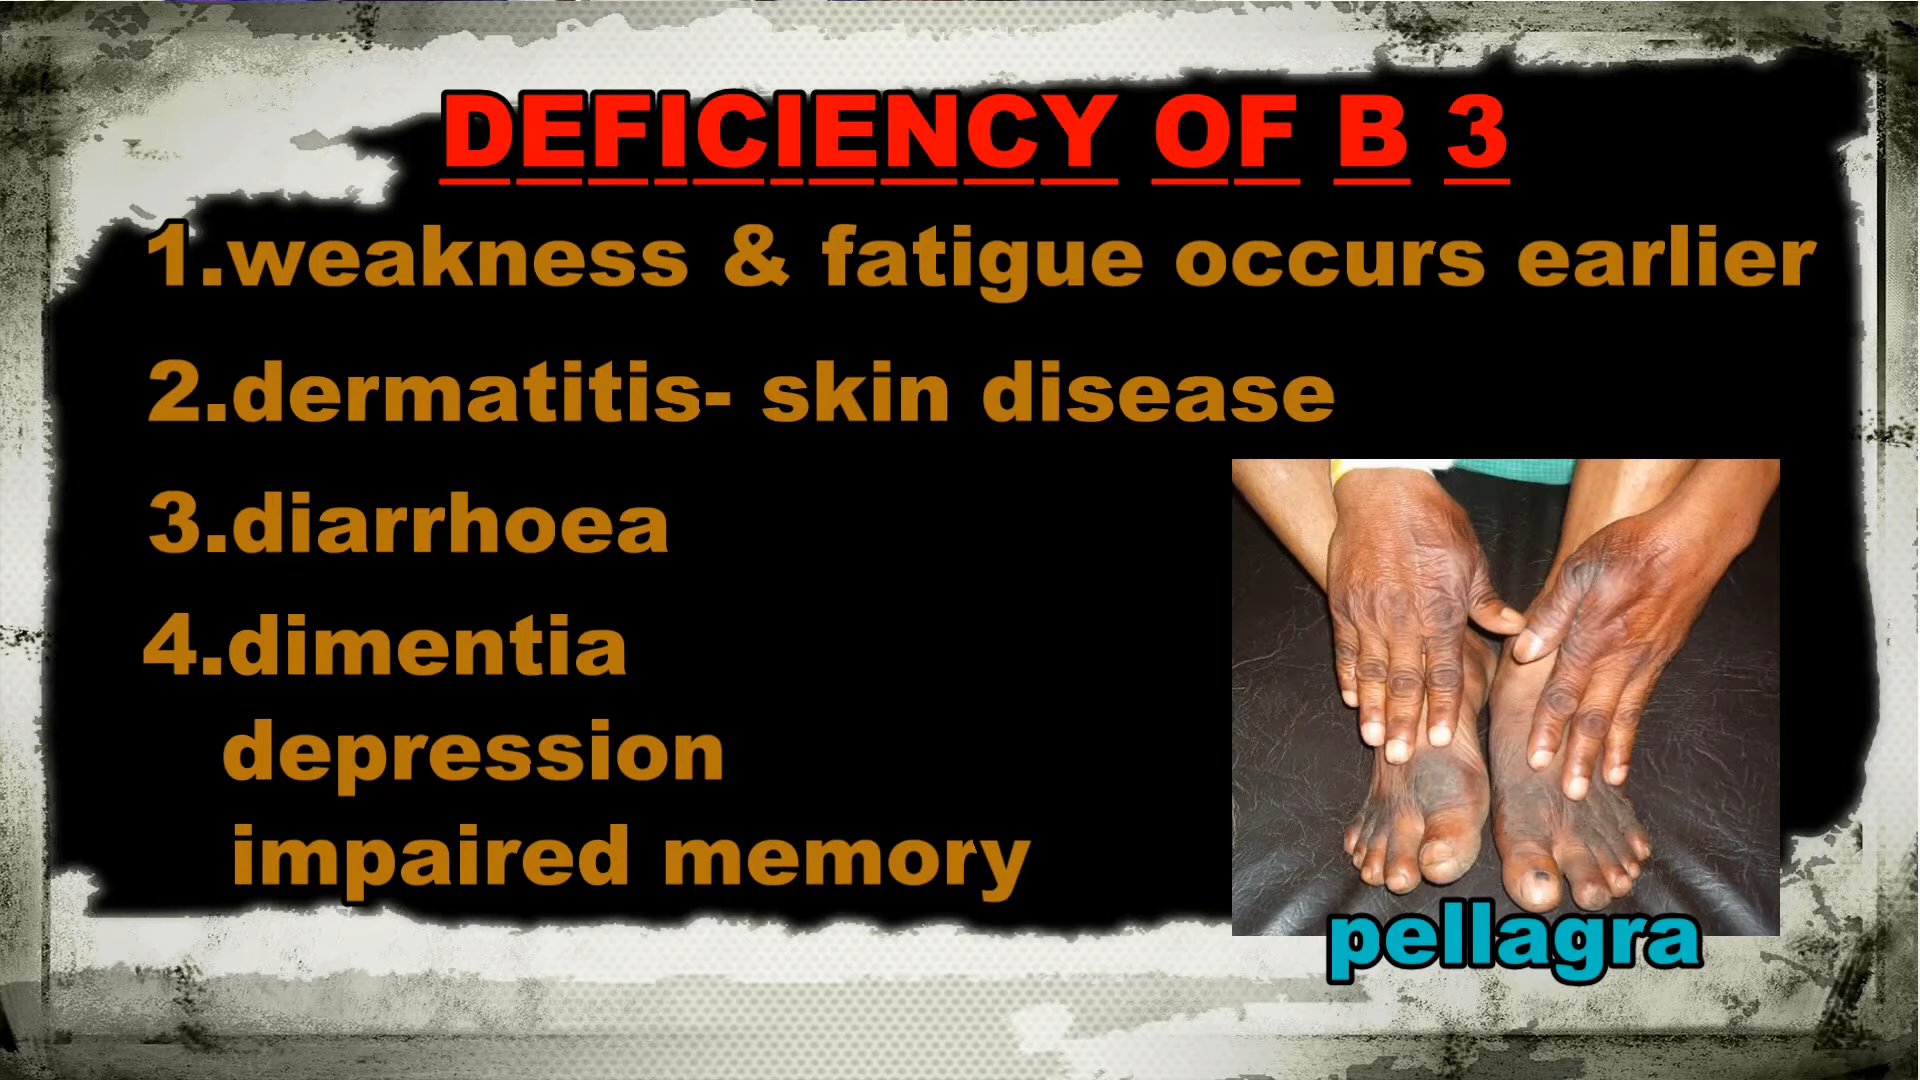 DEFICIENCY OF B 3
1.weakness & fatigue occurs earlier
2.dermatitis- skin disease
3.diarrhoea
4.dimentia
depression
impaired memory
pellagra